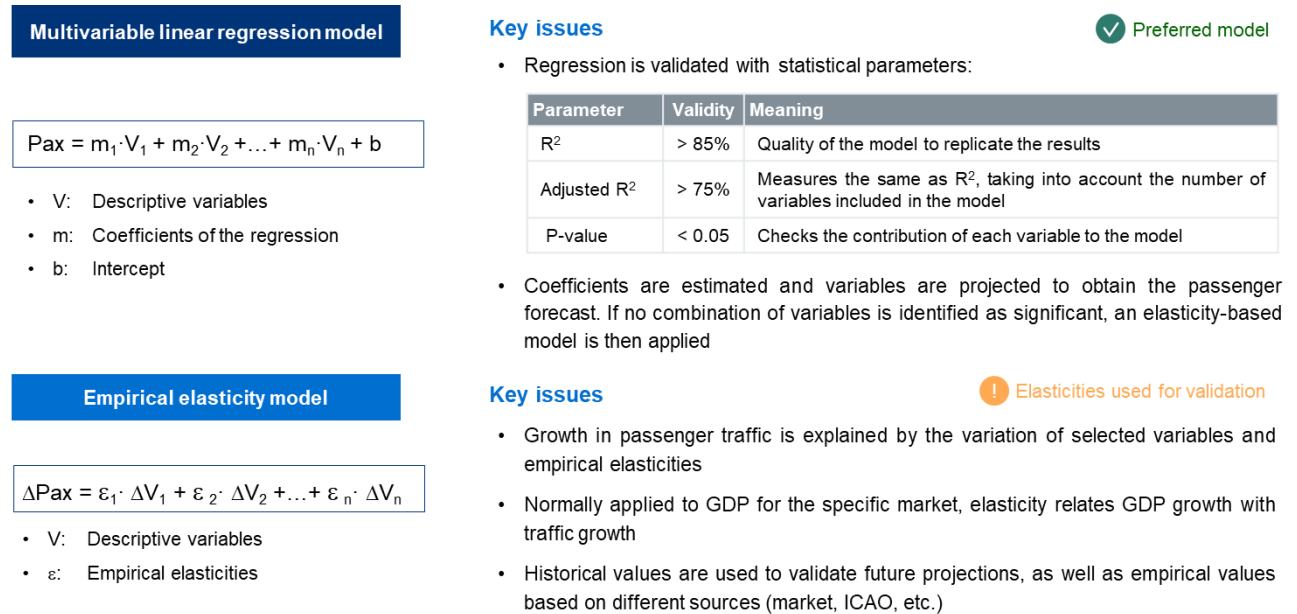 Multivariable linear regression model
Pax = m₁·V₁ + m₂·V₂ +…+ mₙ·Vₙ + b
• V: Descriptive variables
• m: Coefficients of the regression
• b: Intercept
Key issues
Preferred model
• Regression is validated with statistical parameters:
Parameter Validity Meaning
R² > 85% Quality of the model to replicate the results
Adjusted R² > 75% Measures the same as R², taking into account the number of
variables included in the model
P-value < 0.05 Checks the contribution of each variable to the model
• Coefficients are estimated and variables are projected to obtain the passenger
forecast. If no combination of variables is identified as significant, an elasticity-based
model is then applied
Empirical elasticity model
ΔPax = ε₁· ΔV₁ + ε ₂· ΔV₂ +…+ ε ₙ· ΔVₙ
• V: Descriptive variables
• ε: Empirical elasticities
Key issues
! Elasticities used for validation
• Growth in passenger traffic is explained by the variation of selected variables and
empirical elasticities
• Normally applied to GDP for the specific market, elasticity relates GDP growth with
traffic growth
• Historical values are used to validate future projections, as well as empirical values
based on different sources (market, ICAO, etc.)